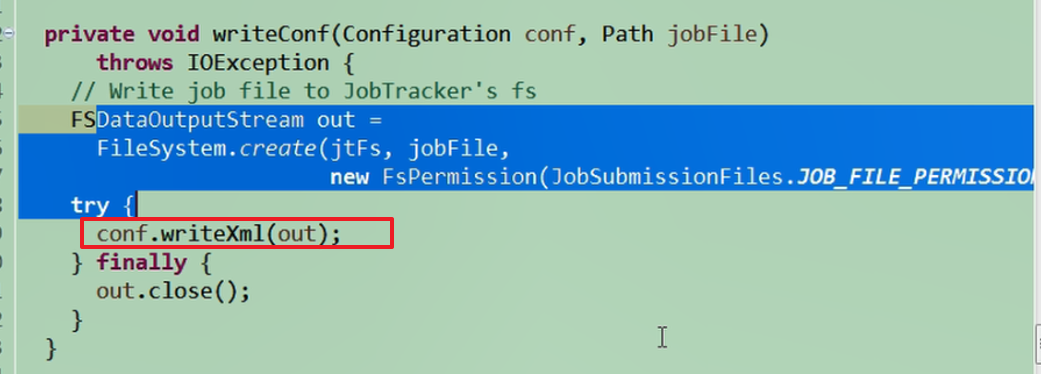 private void writeConf(Configuration conf, Path jobFile)
throws IOException {
// Write job file to JobTracker's fs
FSDataOutputStream out =
FileSystem.create(jtFs, jobFile,
new FsPermission(JobSubmissionFiles.JOB_FILE_PERMISSIO
try {
conf.writeXml(out);
} finally {
out.close();
}
}